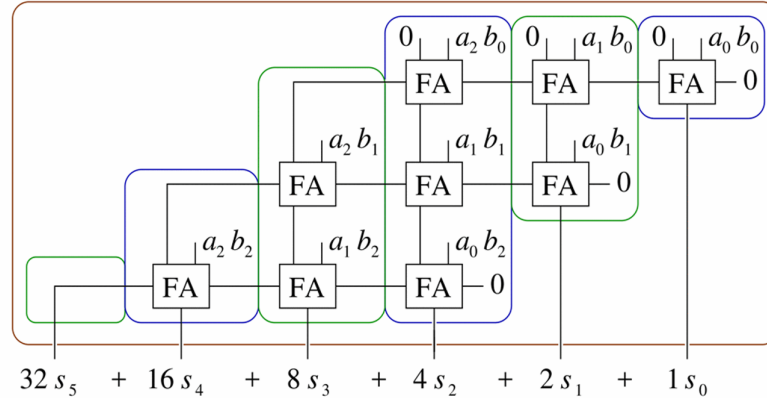 0 a₂ b₀ 0 a₁ b₀ 0 a₀ b₀
FA FA FA 0
a₂ b₁ a₁ b₁ a₀ b₁
FA FA FA 0
a₂ b₂ a₁ b₂ a₀ b₂
FA FA FA 0
32 s₅ + 16 s₄ + 8 s₃ + 4 s₂ + 2 s₁ + 1 s₀